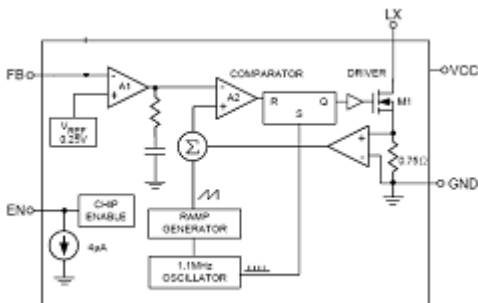 LX
FB
A1
COMPARATOR
A2
DRIVER
VCC
R
Q
S
M1
VREF
0.25V
Σ
0.75Ω
GND
EN
CHIP
ENABLE
4µA
RAMP
GENERATOR
1.1MHz
OSCILLATOR
-
+
-
+
+
-